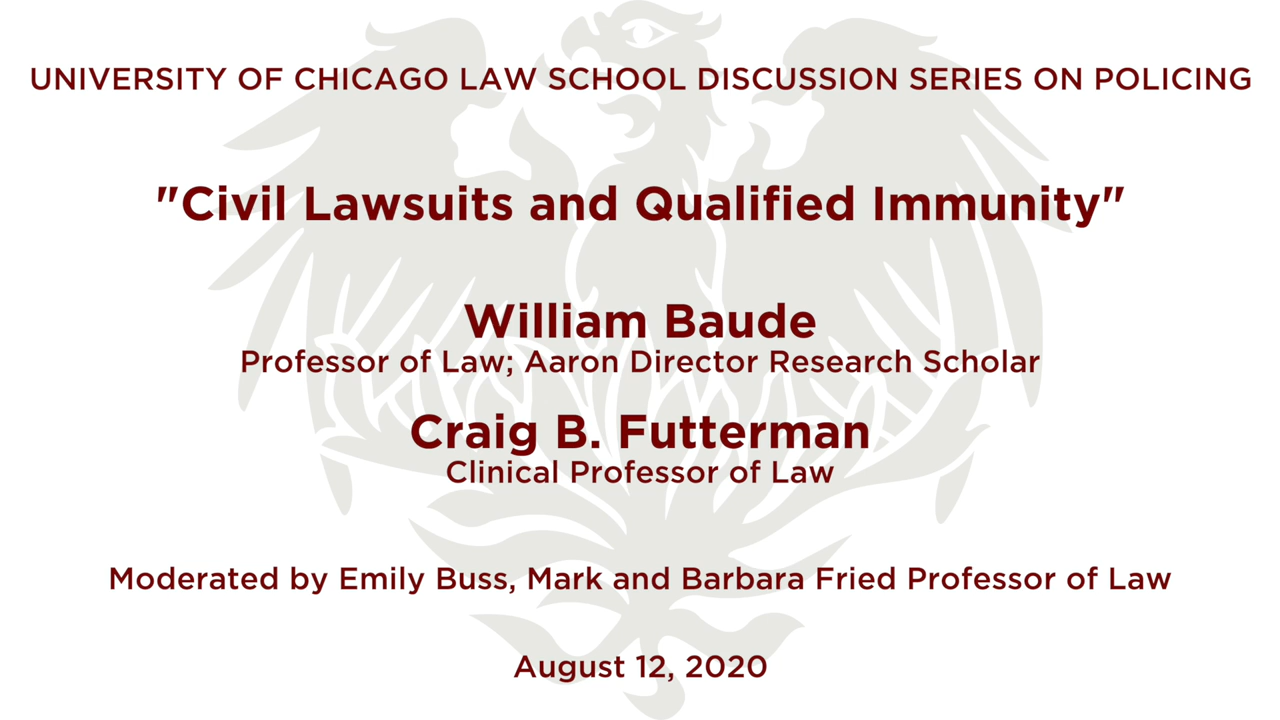 UNIVERSITY OF CHICAGO LAW SCHOOL DISCUSSION SERIES ON POLICING
"Civil Lawsuits and Qualified Immunity"
William Baude
Professor of Law; Aaron Director Research Scholar
Craig B. Futterman
Clinical Professor of Law
Moderated by Emily Buss, Mark and Barbara Fried Professor of Law
August 12, 2020